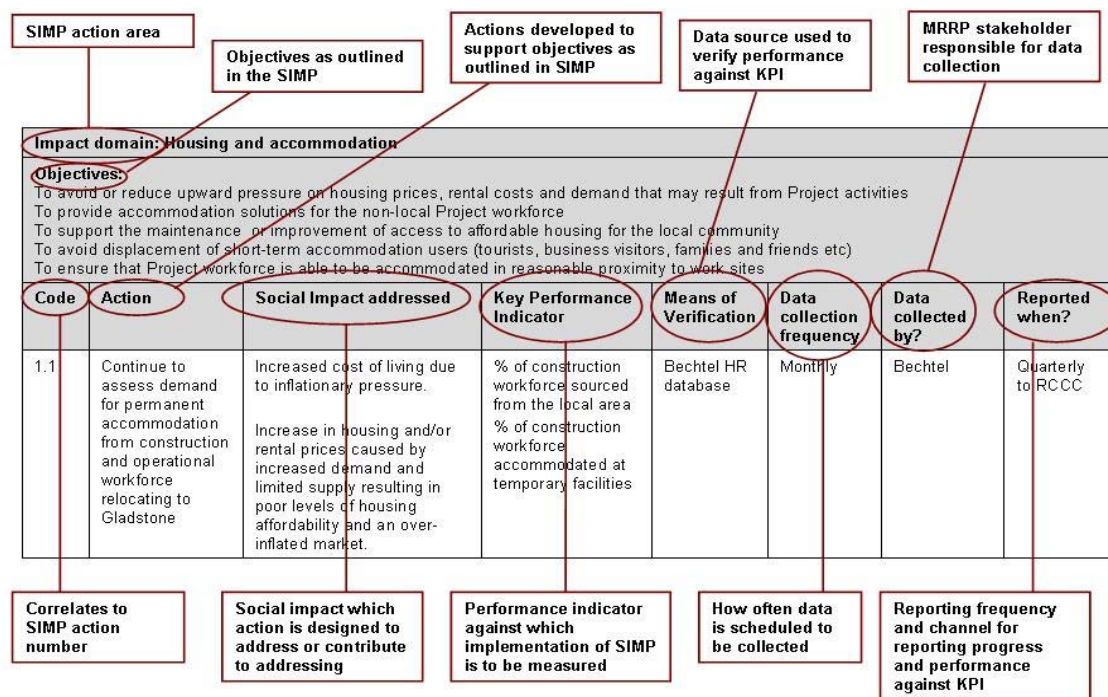 SIMP action area
Objectives as outlined
in the SIMP
Actions developed to
support objectives as
outlined in SIMP
Data source used to
verify performance
against KPI
MRRP stakeholder
responsible for data
collection
Impact domain: Housing and accommodation
Objectives:
To avoid or reduce upward pressure on housing prices, rental costs and demand that may result from Project activities
To provide accommodation solutions for the non-local Project workforce
To support the maintenance or improvement of access to affordable housing for the local community
To avoid displacement of short-term accommodation users (tourists, business visitors, families and friends etc)
To ensure that Project workforce is able to be accommodated in reasonable proximity to work sites
Code
Action
Social Impact addressed
Key Performance
Indicator
Means of
Verification
Data
collection
frequency
Data
collected
by?
Reported
when?
1.1
Continue to
assess demand
for permanent
accommodation
from construction
and operational
workforce
relocating to
Gladstone
Increased cost of living due
to inflationary pressure.
Increase in housing and/or
rental prices caused by
increased demand and
limited supply resulting in
poor levels of housing
affordability and an over-
inflated market.
% of construction
workforce sourced
from the local area
% of construction
workforce
accommodated at
temporary facilities
Bechtel HR
database
Monthly
Bechtel
Quarterly
to RCCC
Correlates to
SIMP action
number
Social impact which
action is designed to
address or contribute
to addressing
Performance indicator
against which
implementation of SIMP
is to be measured
How often data
is scheduled to
be collected
Reporting frequency
and channel for
reporting progress
and performance
against KPI